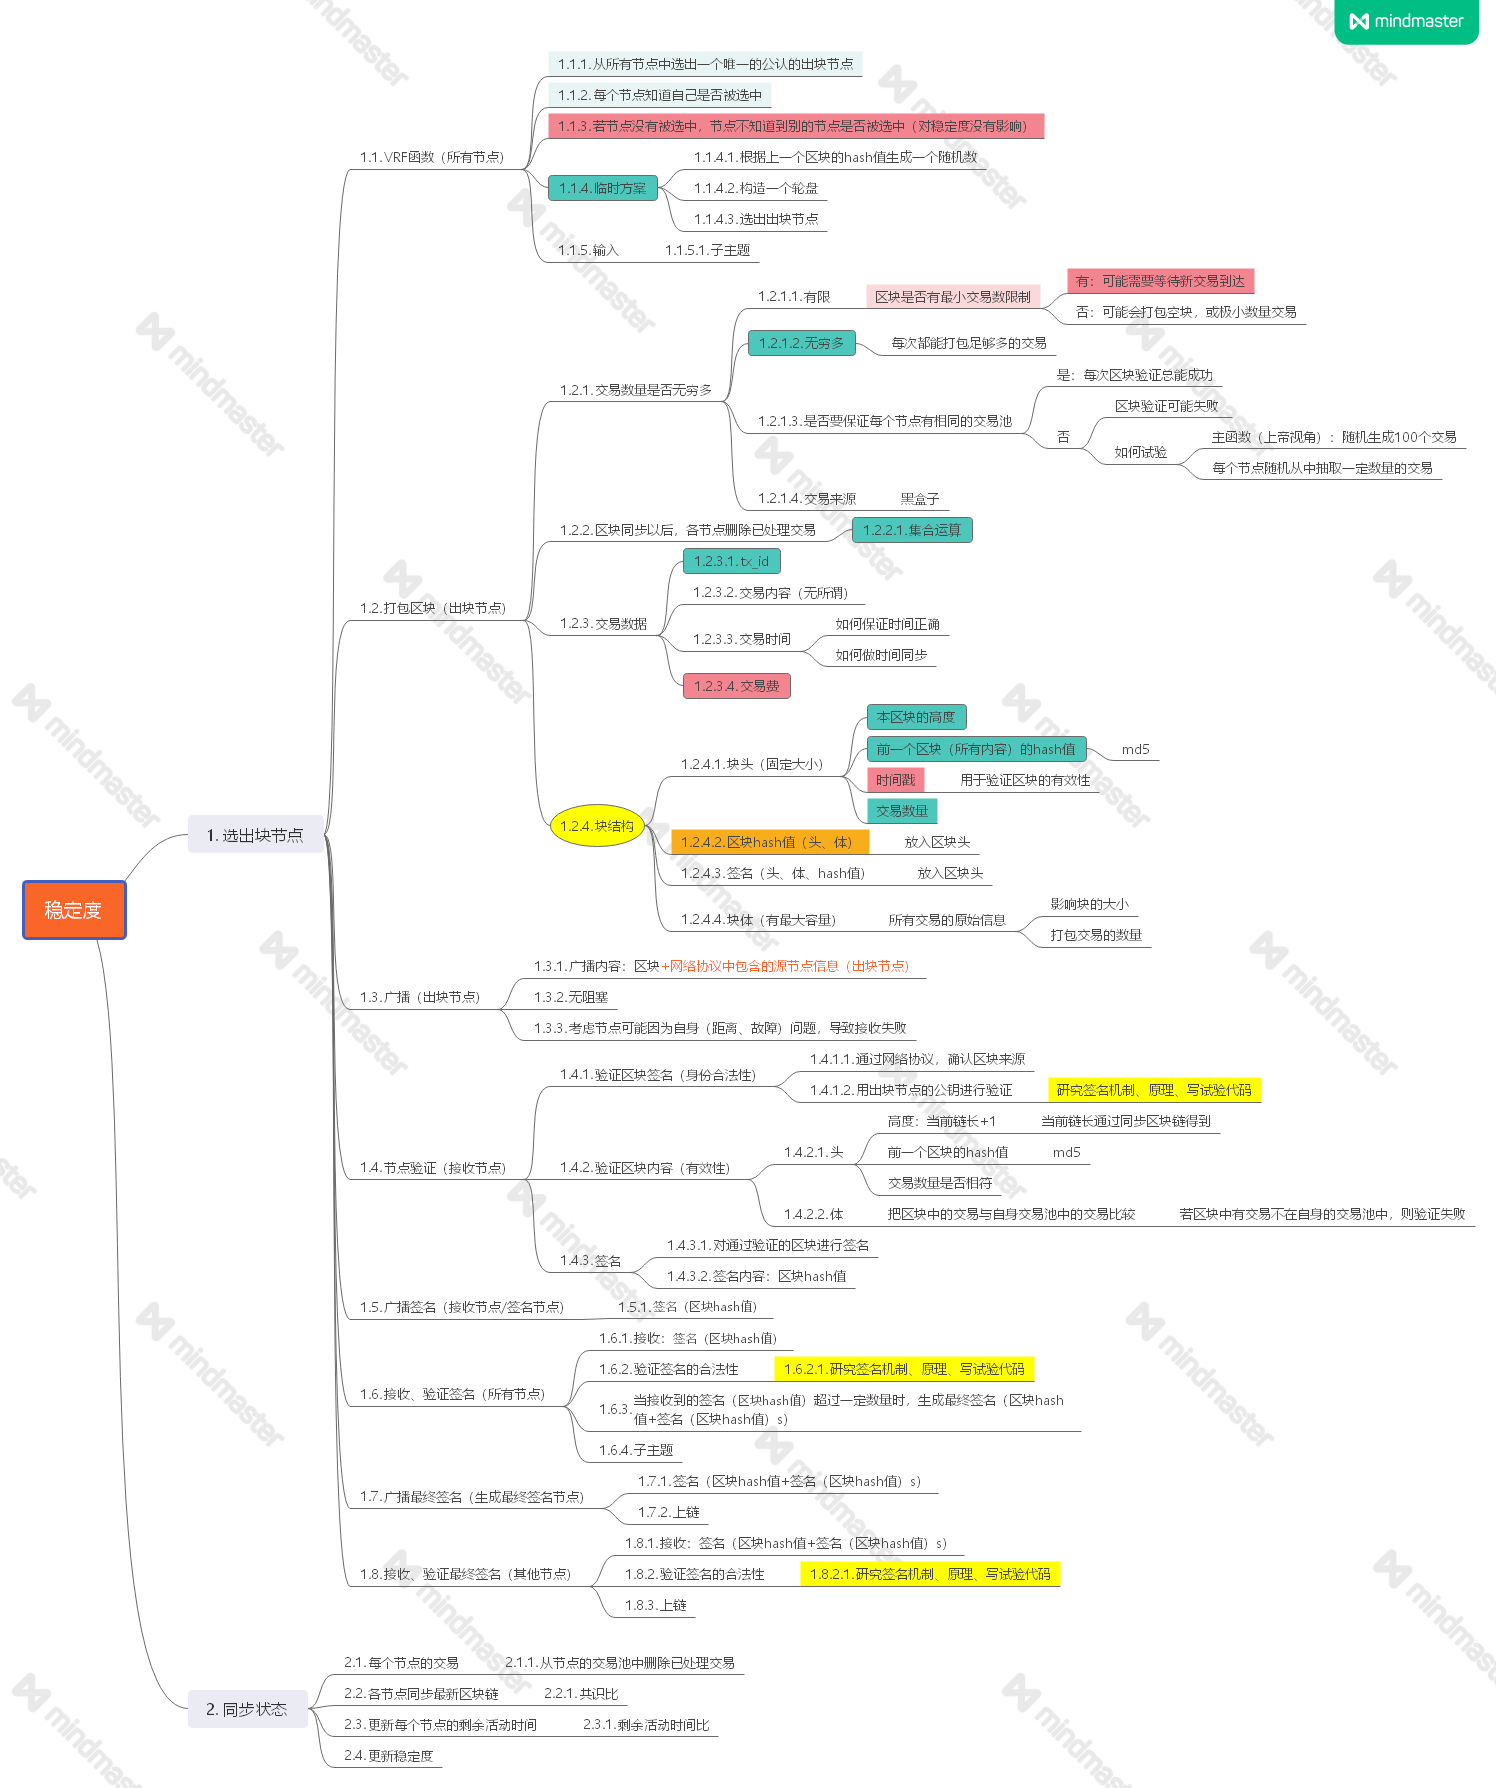 mindmaster
稳定度
1. 选出块节点
1.1. VRF函数（所有节点）
1.1.1. 从所有节点中选出一个唯一的公认的出块节点
1.1.2. 每个节点知道自己是否被选中
1.1.3. 若节点没有被选中，节点不知道到别的节点是否被选中（对稳定度没有影响）
1.1.4. 临时方案
1.1.4.1. 根据上一个区块的hash值生成一个随机数
1.1.4.2. 构造一个轮盘
1.1.4.3. 选出出块节点
1.1.5. 输入
1.1.5.1. 子主题
1.2. 打包区块（出块节点）
1.2.1. 交易数量是否无穷多
1.2.1.1. 有限
区块是否有最小交易数限制
有：可能需要等待新交易到达
否：可能会打包空块，或极小数量交易
1.2.1.2. 无穷多
每次都能打包足够多的交易
1.2.1.3. 是否要保证每个节点有相同的交易池
是：每次区块验证总能成功
否
区块验证可能失败
如何试验
主函数（上帝视角）：随机生成100个交易
每个节点随机从中抽取一定数量的交易
1.2.1.4. 交易来源
黑盒子
1.2.2. 区块同步以后，各节点删除已处理交易
1.2.2.1. 集合运算
1.2.3. 交易数据
1.2.3.1. tx_id
1.2.3.2. 交易内容（无所谓）
1.2.3.3. 交易时间
如何保证时间正确
如何做时间同步
1.2.3.4. 交易费
1.2.4. 块结构
1.2.4.1. 块头（固定大小）
本区块的高度
前一个区块（所有内容）的hash值
md5
时间戳
用于验证区块的有效性
交易数量
1.2.4.2. 区块hash值（头、体）
放入区块头
1.2.4.3. 签名（头、体、hash值）
放入区块头
1.2.4.4. 块体（有最大容量）
所有交易的原始信息
影响块的大小
打包交易的数量
1.3. 广播（出块节点）
1.3.1. 广播内容：区块+网络协议中包含的源节点信息（出块节点）
1.3.2. 无阻塞
1.3.3. 考虑节点可能因为自身（距离、故障）问题，导致接收失败
1.4. 节点验证（接收节点）
1.4.1. 验证区块签名（身份合法性）
1.4.1.1. 通过网络协议，确认区块来源
1.4.1.2. 用出块节点的公钥进行验证
研究签名机制、原理、写试验代码
1.4.2. 验证区块内容（有效性）
1.4.2.1. 头
高度：当前链长+1
当前链长通过同步区块链得到
前一个区块的hash值
md5
交易数量是否相符
1.4.2.2. 体
把区块中的交易与自身交易池中的交易比较
若区块中有交易不在自身的交易池中，则验证失败
1.4.3. 签名
1.4.3.1. 对通过验证的区块进行签名
1.4.3.2. 签名内容：区块hash值
1.5. 广播签名（接收节点/签名节点）
1.5.1. 签名（区块hash值）
1.6. 接收、验证签名（所有节点）
1.6.1. 接收：签名（区块hash值）
1.6.2. 验证签名的合法性
1.6.2.1. 研究签名机制、原理、写试验代码
1.6.3. 当接收到的签名（区块hash值）超过一定数量时，生成最终签名（区块hash
值+签名（区块hash值）s）
1.6.4. 子主题
1.7. 广播最终签名（生成最终签名节点）
1.7.1. 签名（区块hash值+签名（区块hash值）s）
1.7.2. 上链
1.8. 接收、验证最终签名（其他节点）
1.8.1. 接收：签名（区块hash值+签名（区块hash值）s）
1.8.2. 验证签名的合法性
1.8.2.1. 研究签名机制、原理、写试验代码
1.8.3. 上链
2. 同步状态
2.1. 每个节点的交易
2.1.1. 从节点的交易池中删除已处理交易
2.2. 各节点同步最新区块链
2.2.1. 共识比
2.3. 更新每个节点的剩余活动时间
2.3.1. 剩余活动时间比
2.4. 更新稳定度